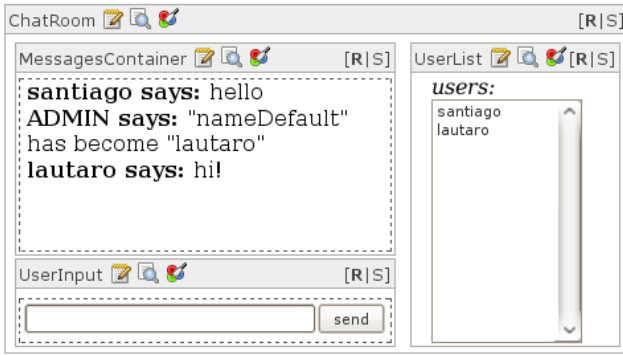 ChatRoom [R|S]
MessagesContainer [R|S]
santiago says: hello
ADMIN says: "nameDefault"
has become "lautaro"
lautaro says: hi!
UserInput [R|S]
send
UserList [R|S]
users:
santiago
lautaro